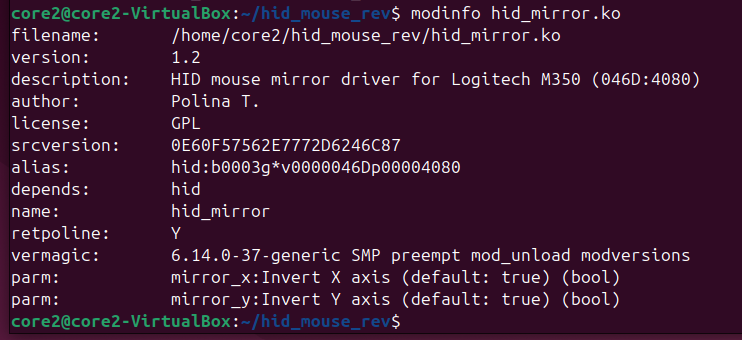 core2@core2-VirtualBox:~/hid_mouse_rev$ modinfo hid_mirror.ko
filename:       /home/core2/hid_mouse_rev/hid_mirror.ko
version:        1.2
description:    HID mouse mirror driver for Logitech M350 (046D:4080)
author:         Polina T.
license:        GPL
srcversion:     0E60F57562E7772D6246C87
alias:          hid:b0003g*v0000046Dp00004080
depends:        hid
name:           hid_mirror
retpoline:      Y
vermagic:       6.14.0-37-generic SMP preempt mod_unload modversions
parm:           mirror_x:Invert X axis (default: true) (bool)
parm:           mirror_y:Invert Y axis (default: true) (bool)
core2@core2-VirtualBox:~/hid_mouse_rev$